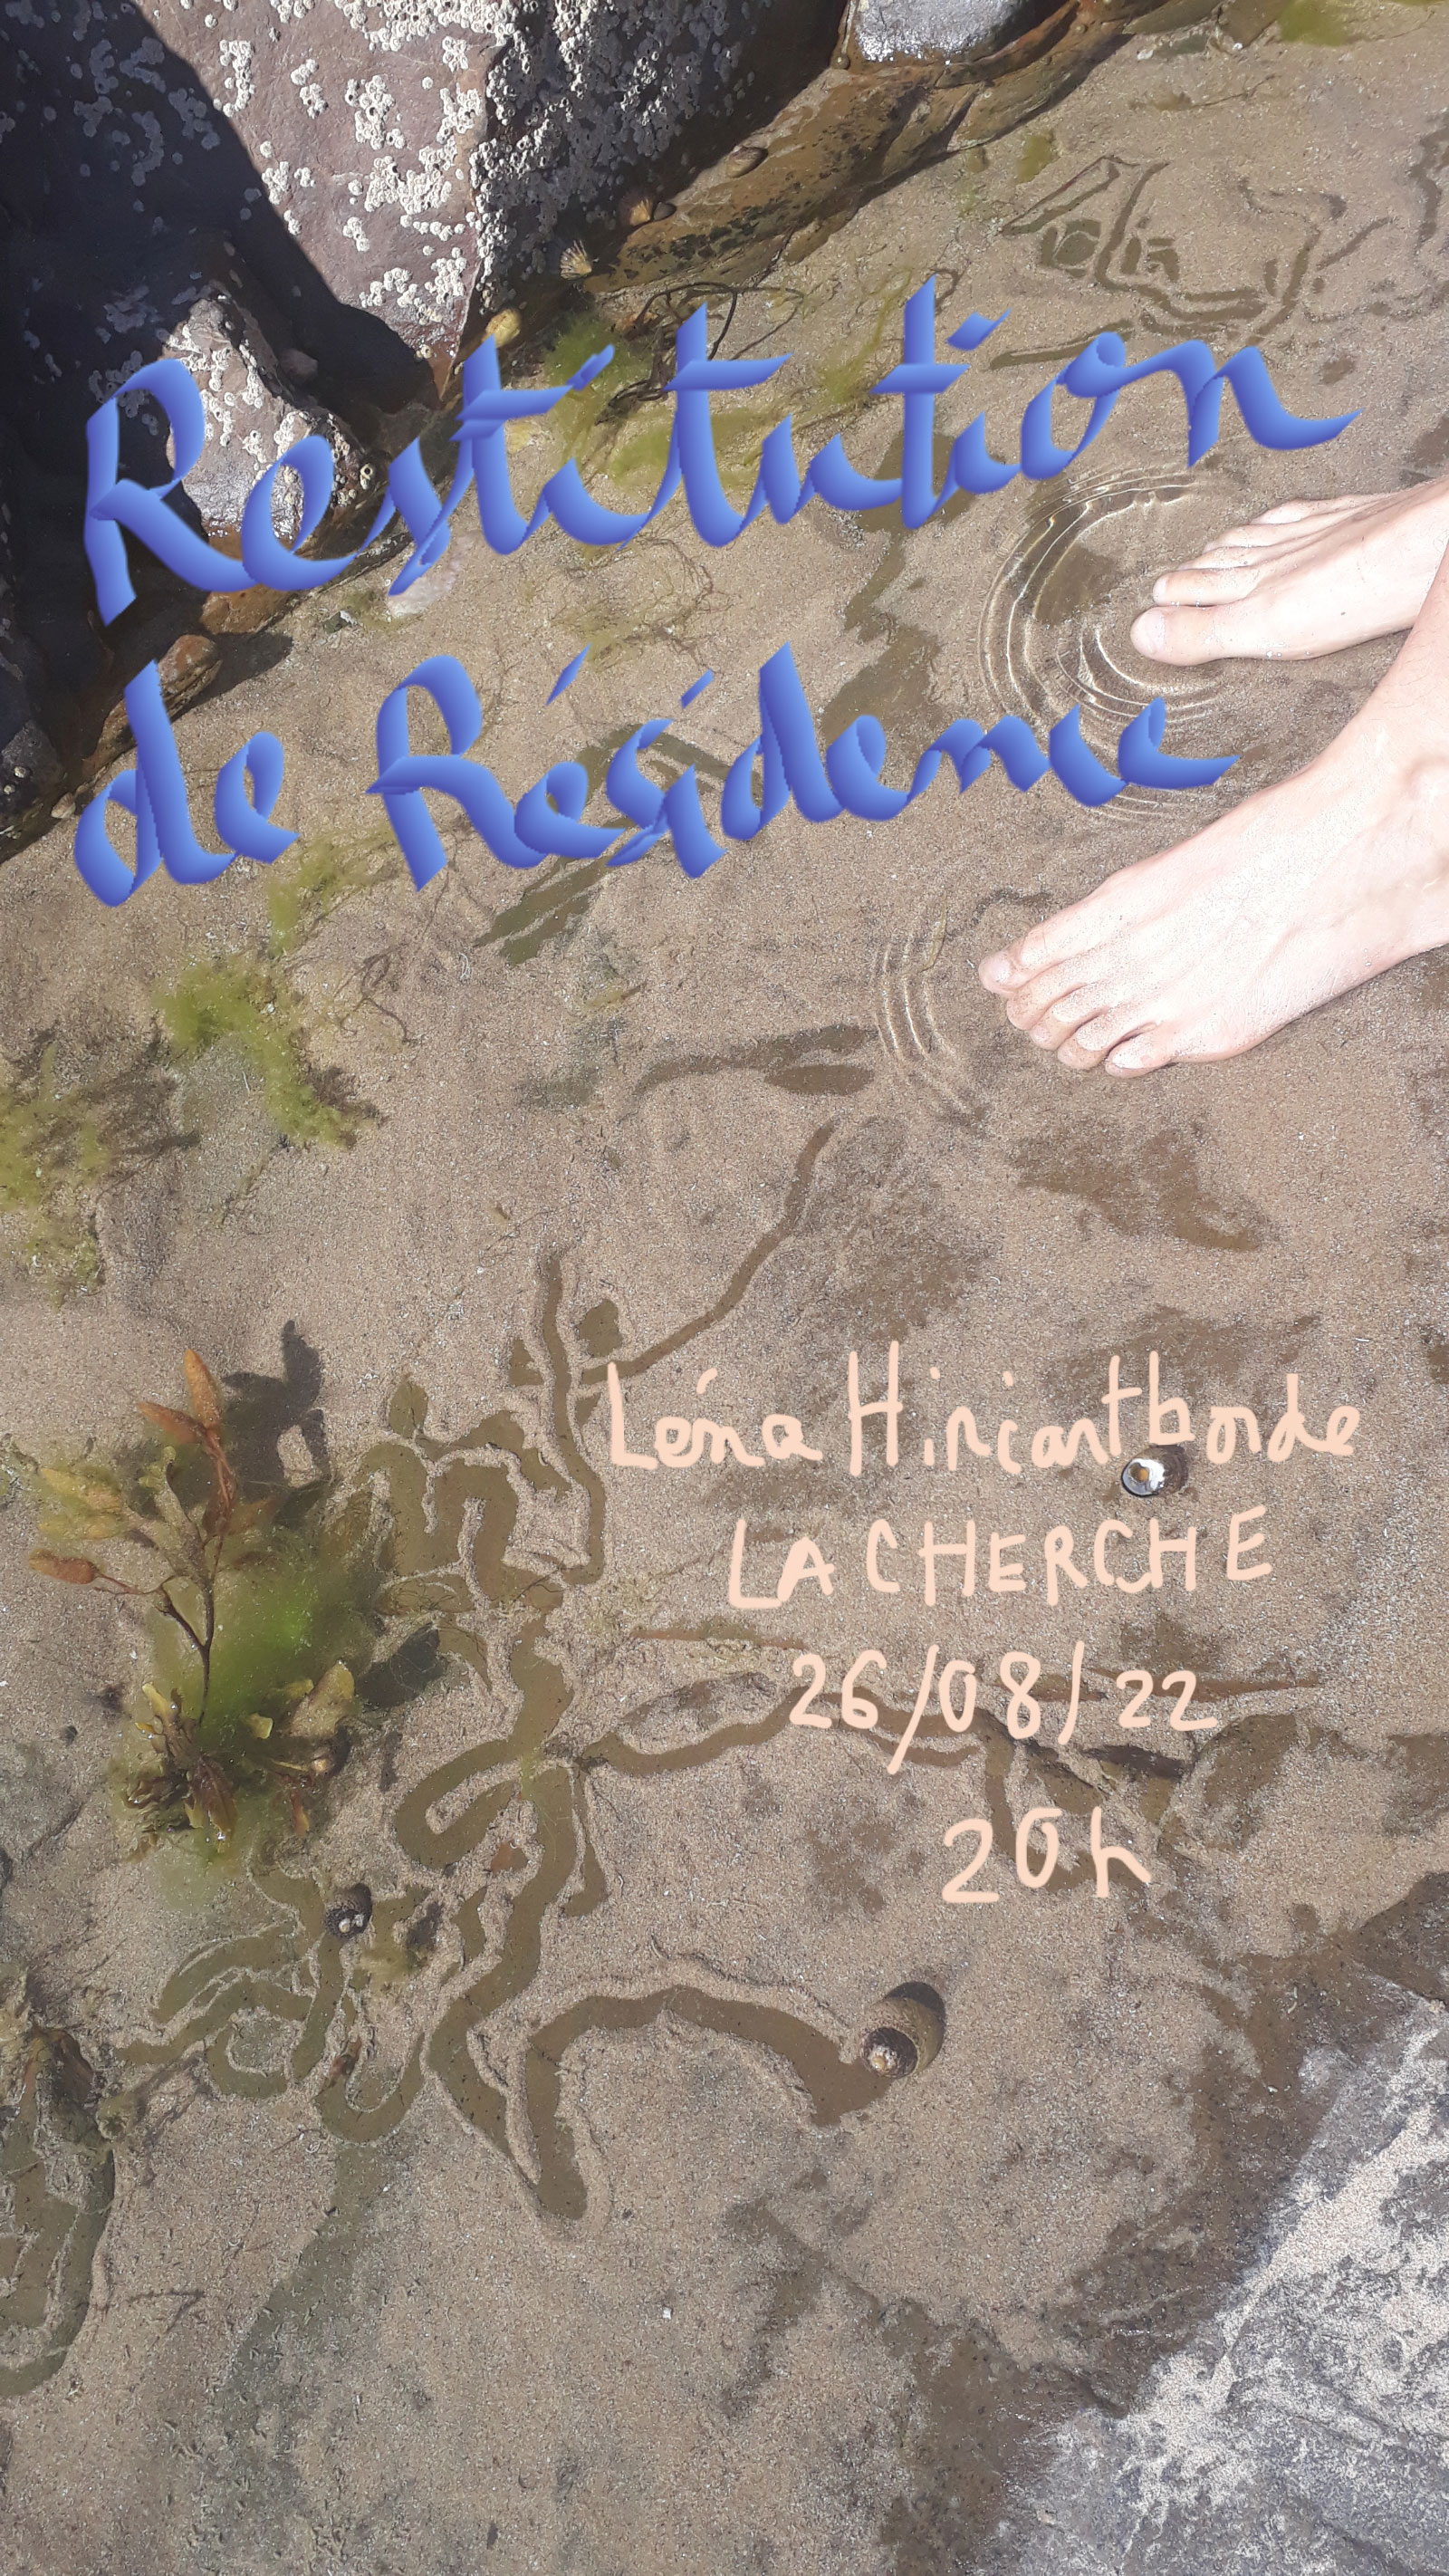 Restitution
de Résidence
Léna Hiriartborde
LA CHERCHE
26/08/22
20h